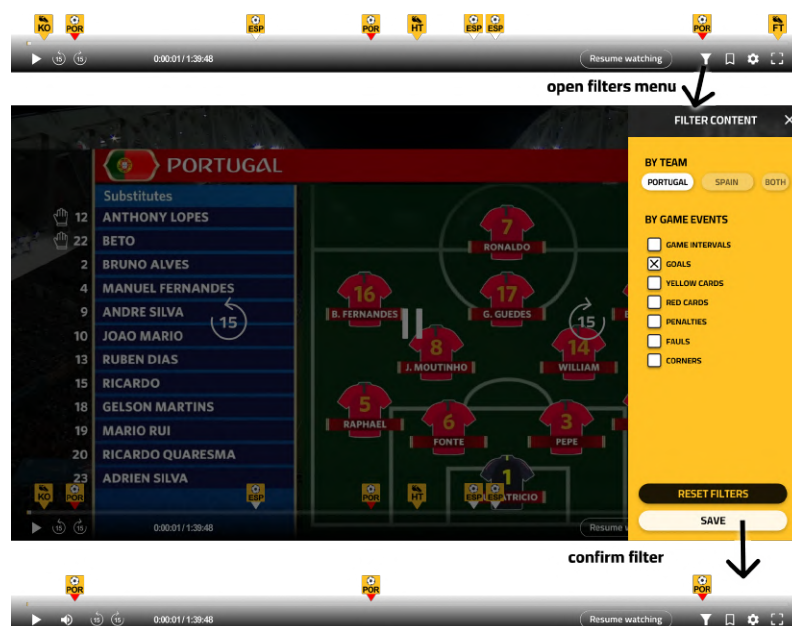 KO POR ESP POR HT ESP ESP POR FT
15 15 0:00:01 / 1:39:48 Resume watching
open filters menu
FILTER CONTENT X
PORTUGAL
Substitutes
12 ANTHONY LOPES
22 BETO
2 BRUNO ALVES
4 MANUEL FERNANDES
9 ANDRE SILVA
10 JOAO MARIO
13 RUBEN DIAS
15 RICARDO
18 GELSON MARTINS
19 MARIO RUI
20 RICARDO QUARESMA
23 ADRIEN SILVA
15
7
RONALDO
16
B. FERNANDES
17
G. GUEDES
15
8
J. MOUTINHO
14
WILLIAM
5
RAPHAEL
6
FONTE
3
PEPE
1
PATRICIO
BY TEAM
PORTUGAL SPAIN BOTH
BY GAME EVENTS
GAME INTERVALS
GOALS
YELLOW CARDS
RED CARDS
PENALTIES
FAULS
CORNERS
RESET FILTERS
SAVE
KO POR ESP POR HT ESP ESP
15 15 0:00:01 / 1:39:48 Resume
confirm filter
POR POR POR
15 15 0:00:01 / 1:39:48 Resume watching